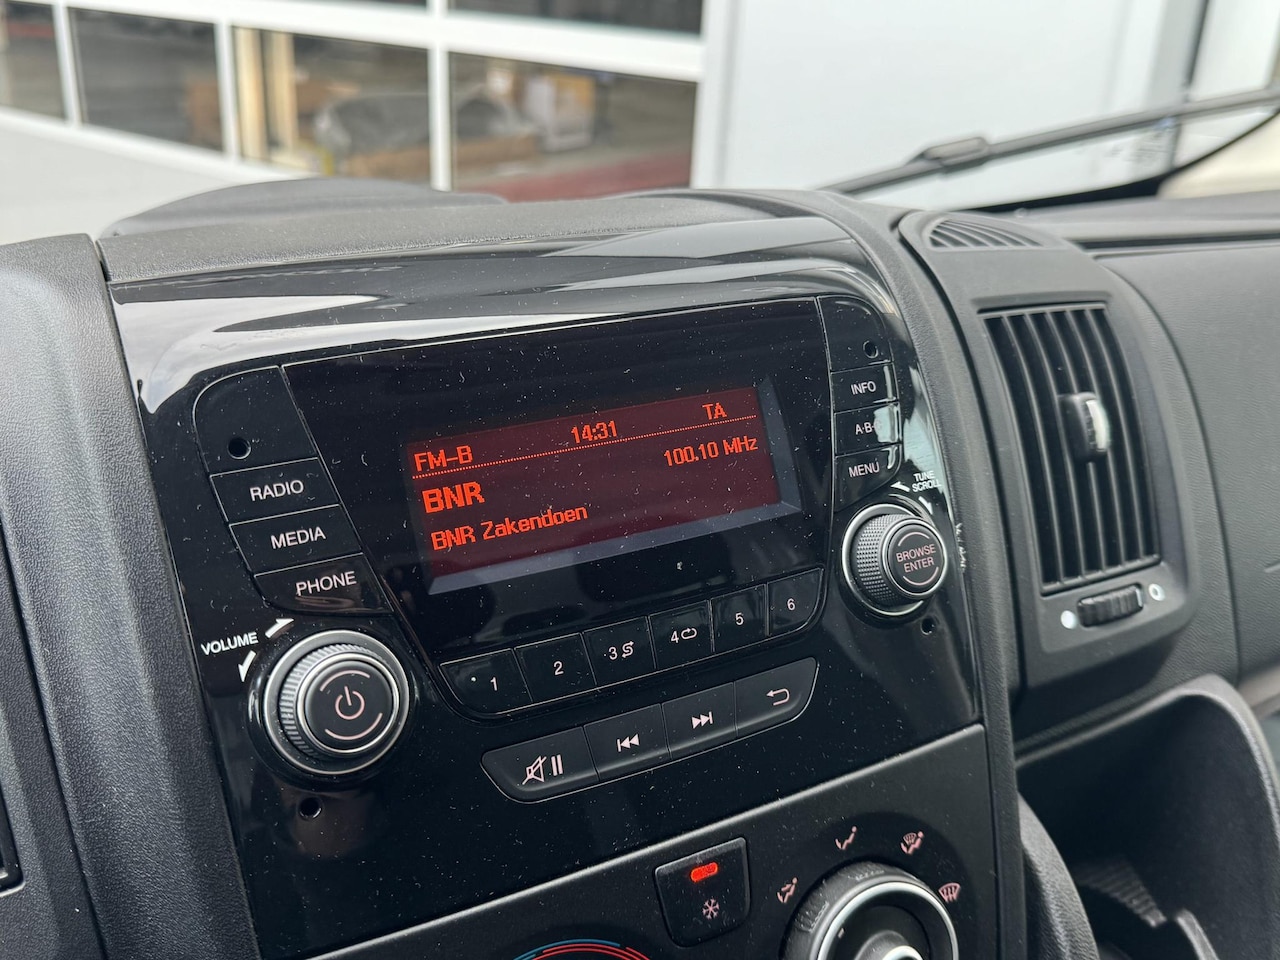 14:31
TA
FM-B
100.10 MHz
BNR
BNR Zakendoen
RADIO
MEDIA
PHONE
VOLUME
INFO
A-B-
MENU
TUNE
SCROLL
BROWSE
ENTER
1
2
3
4
5
6